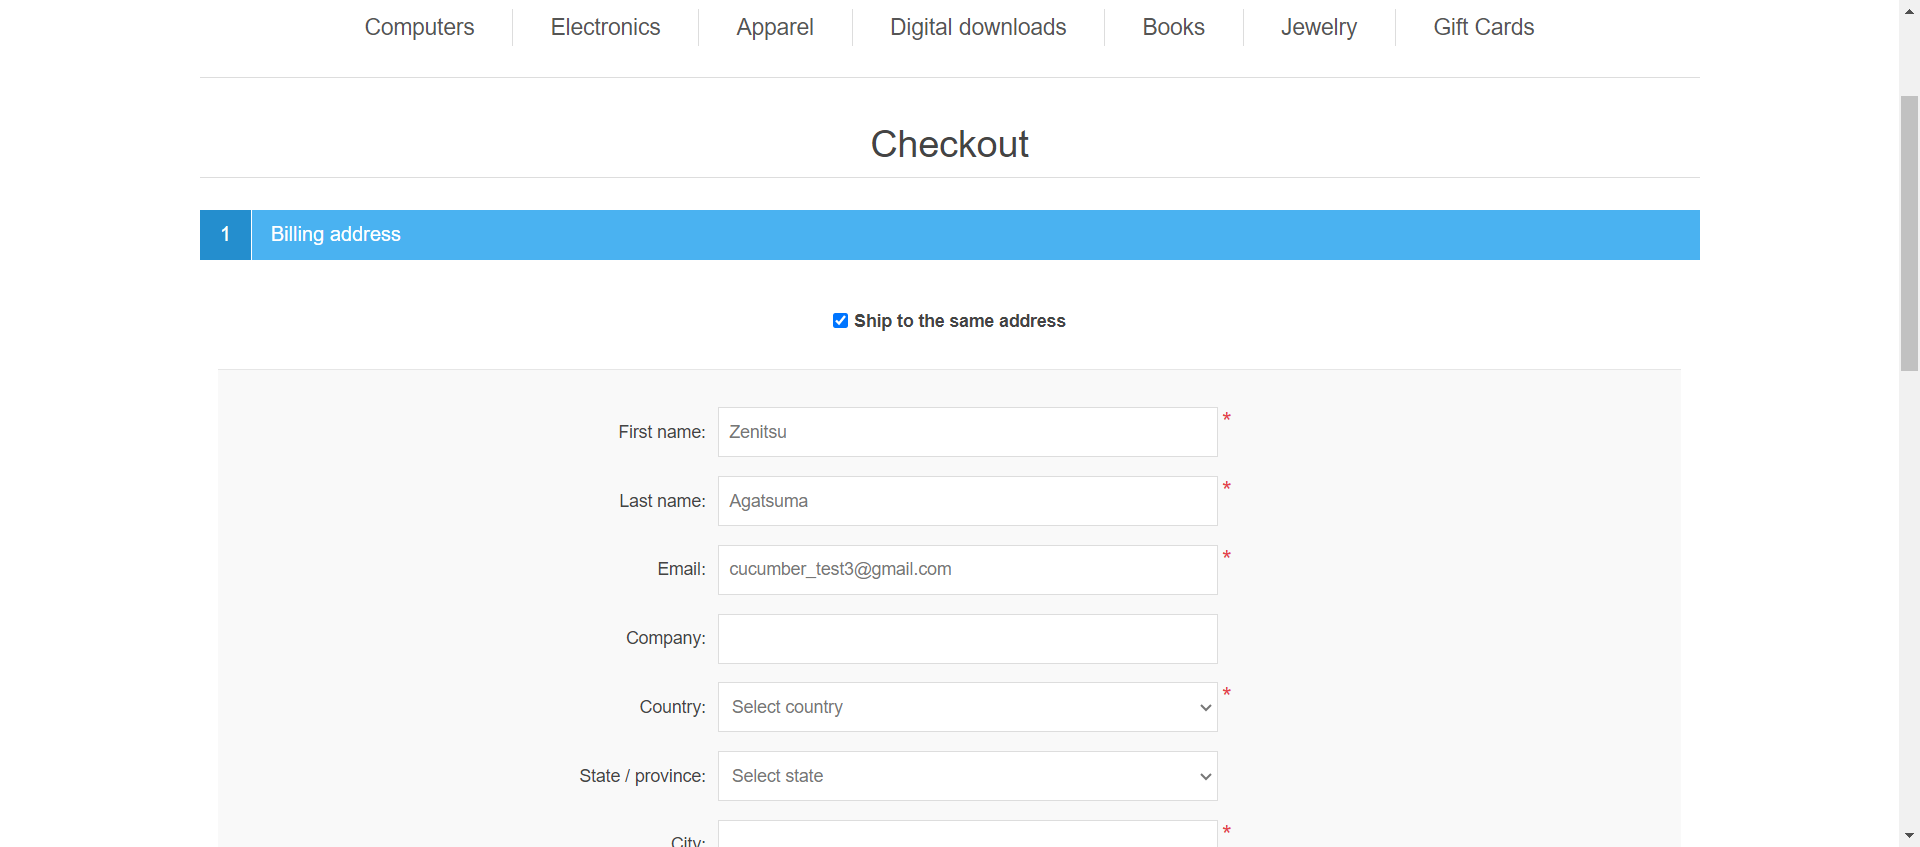 Computers Electronics Apparel Digital downloads Books Jewelry Gift Cards
Checkout
1 Billing address
Ship to the same address
First name: Zenitsu *
Last name: Agatsuma *
Email: cucumber_test3@gmail.com *
Company:
Country: Select country *
State / province: Select state
City: *